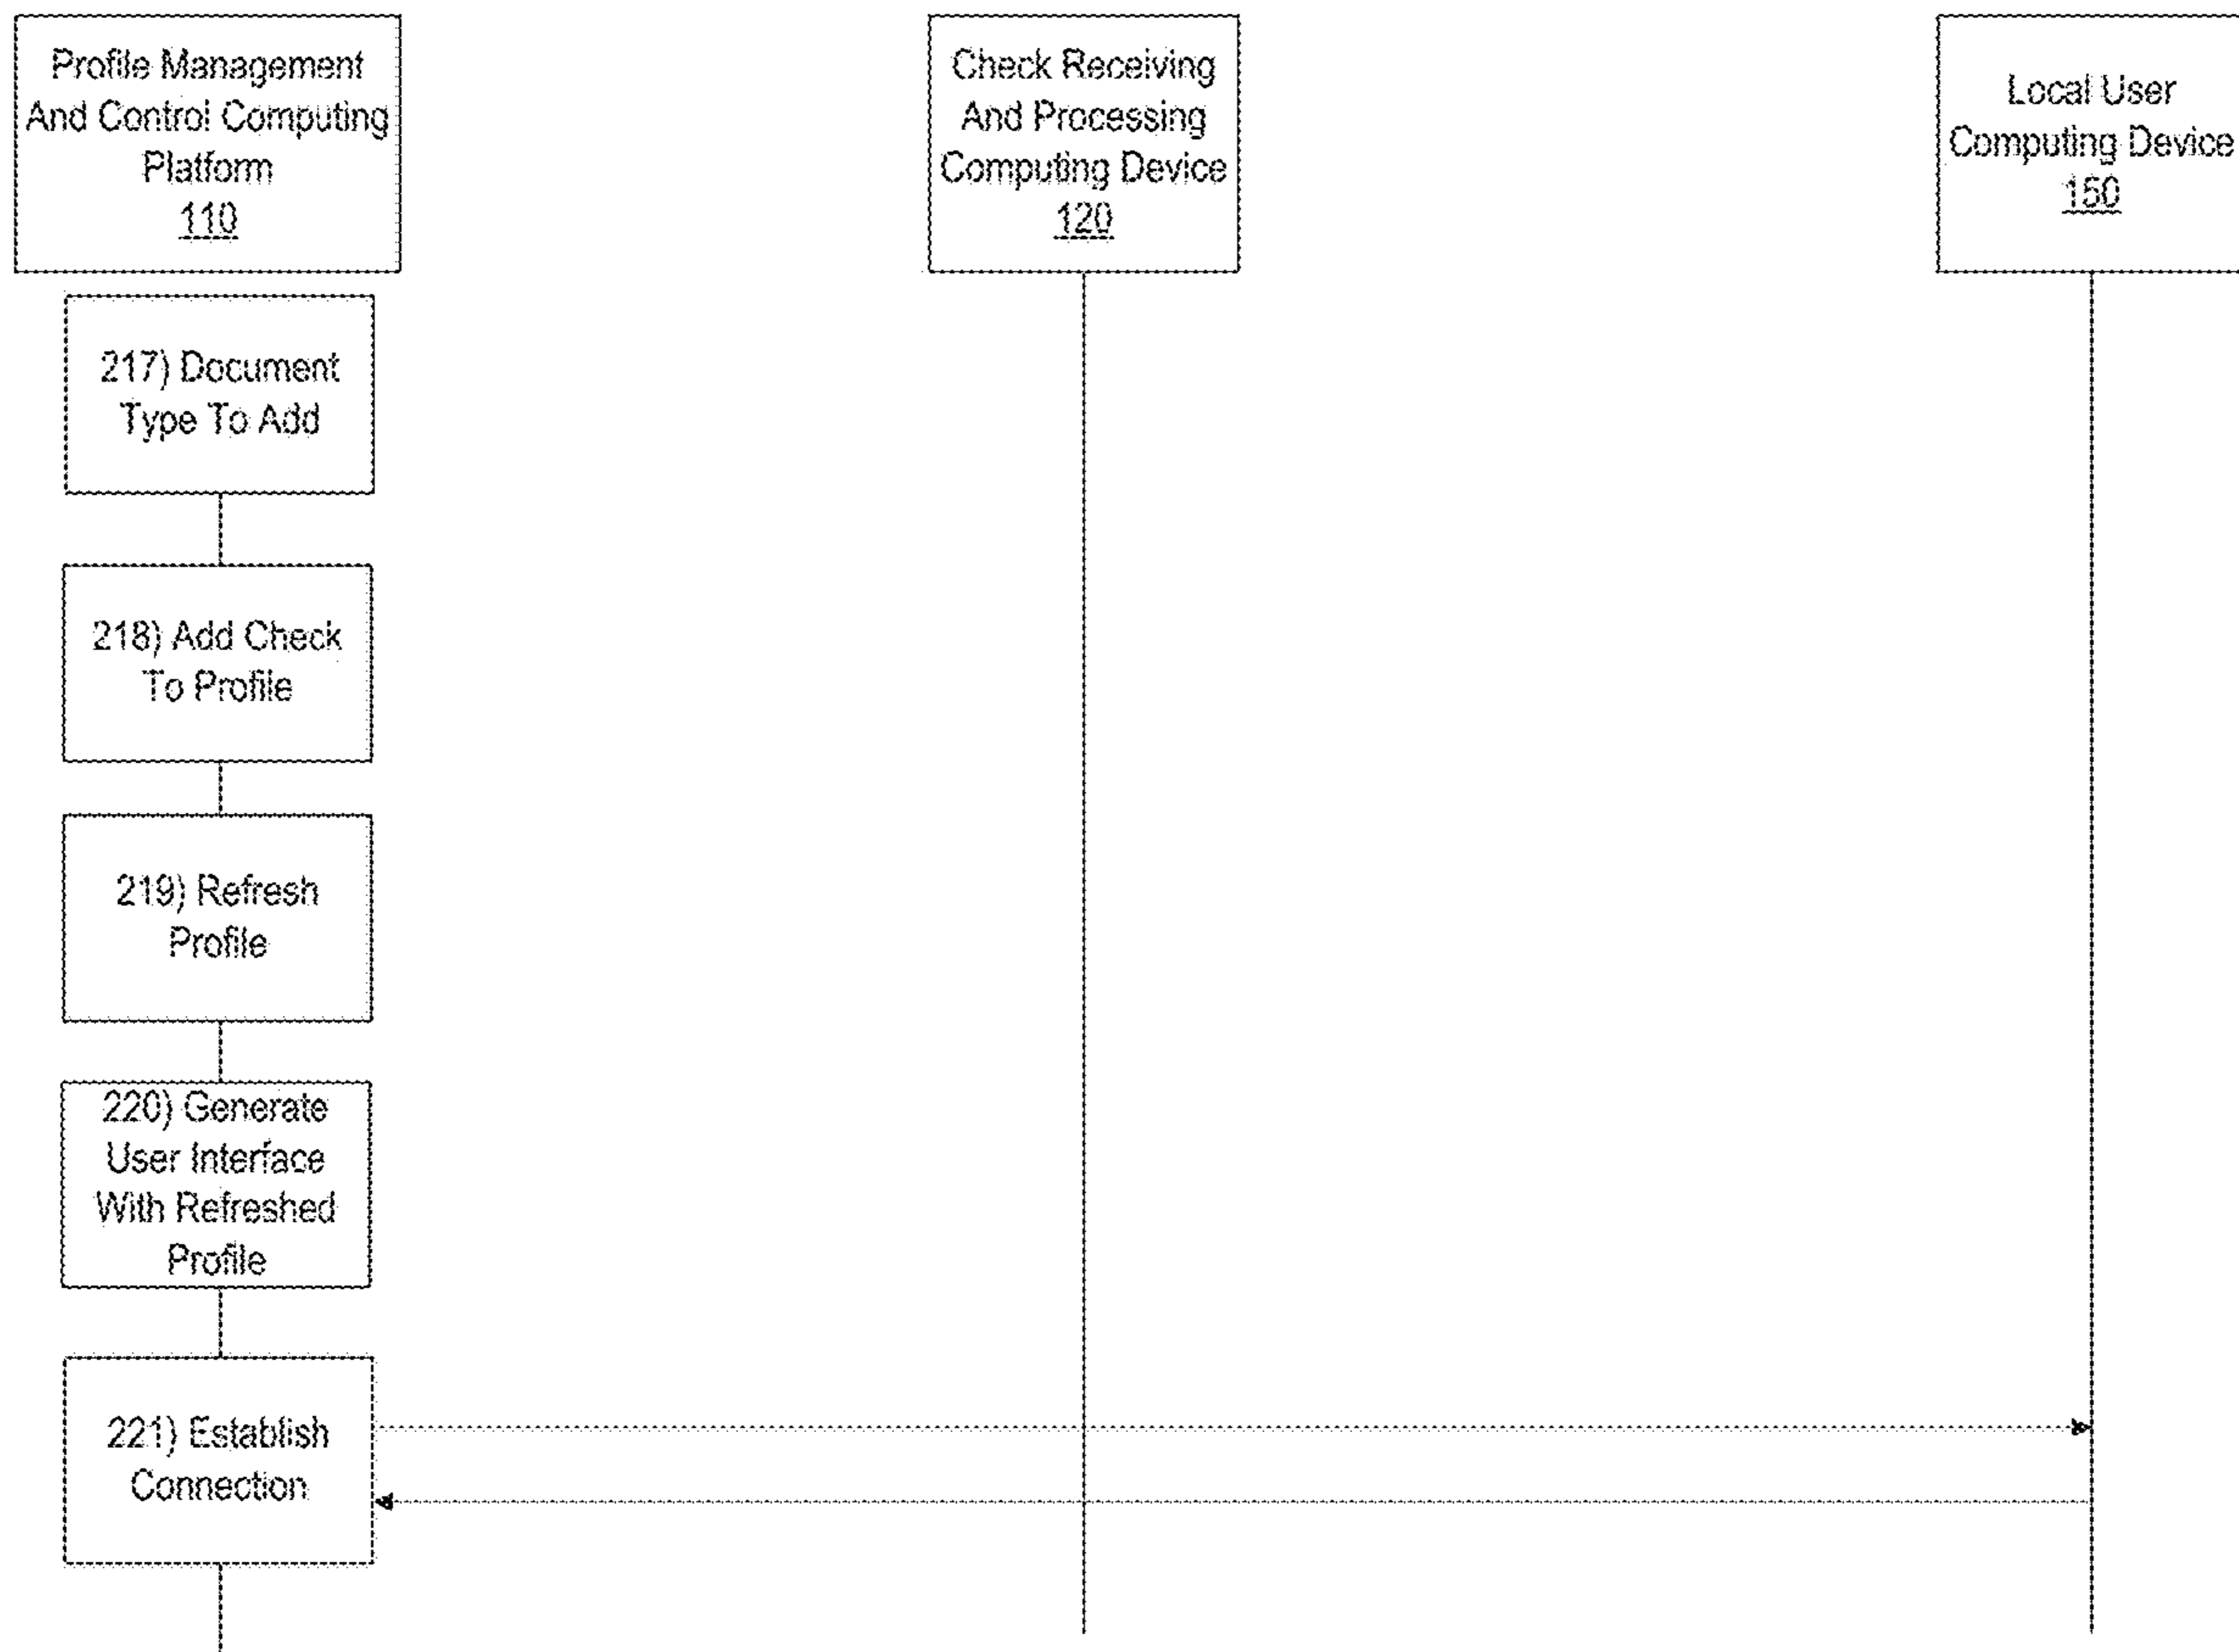 Profile Management
And Control Computing
Platform
110
Check Receiving
And Processing
Computing Device
120
Local User
Computing Device
150
217) Document
Type To Add
218) Add Check
To Profile
219) Refresh
Profile
220) Generate
User Interface
With Refreshed
Profile
221) Establish
Connection